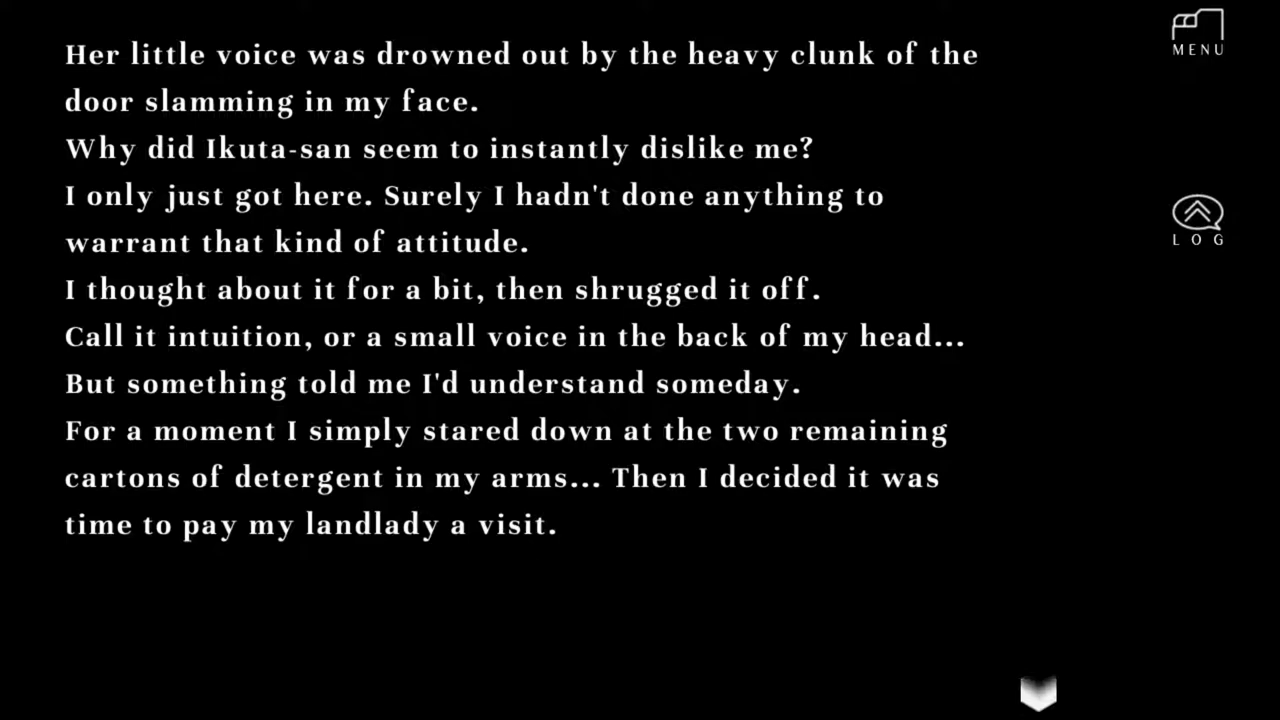 Her little voice was drowned out by the heavy clunk of the
door slamming in my face.
Why did Ikuta-san seem to instantly dislike me?
I only just got here. Surely I hadn't done anything to
warrant that kind of attitude.
I thought about it for a bit, then shrugged it off.
Call it intuition, or a small voice in the back of my head...
But something told me I'd understand someday.
For a moment I simply stared down at the two remaining
cartons of detergent in my arms... Then I decided it was
time to pay my landlady a visit.
MENU
LOG